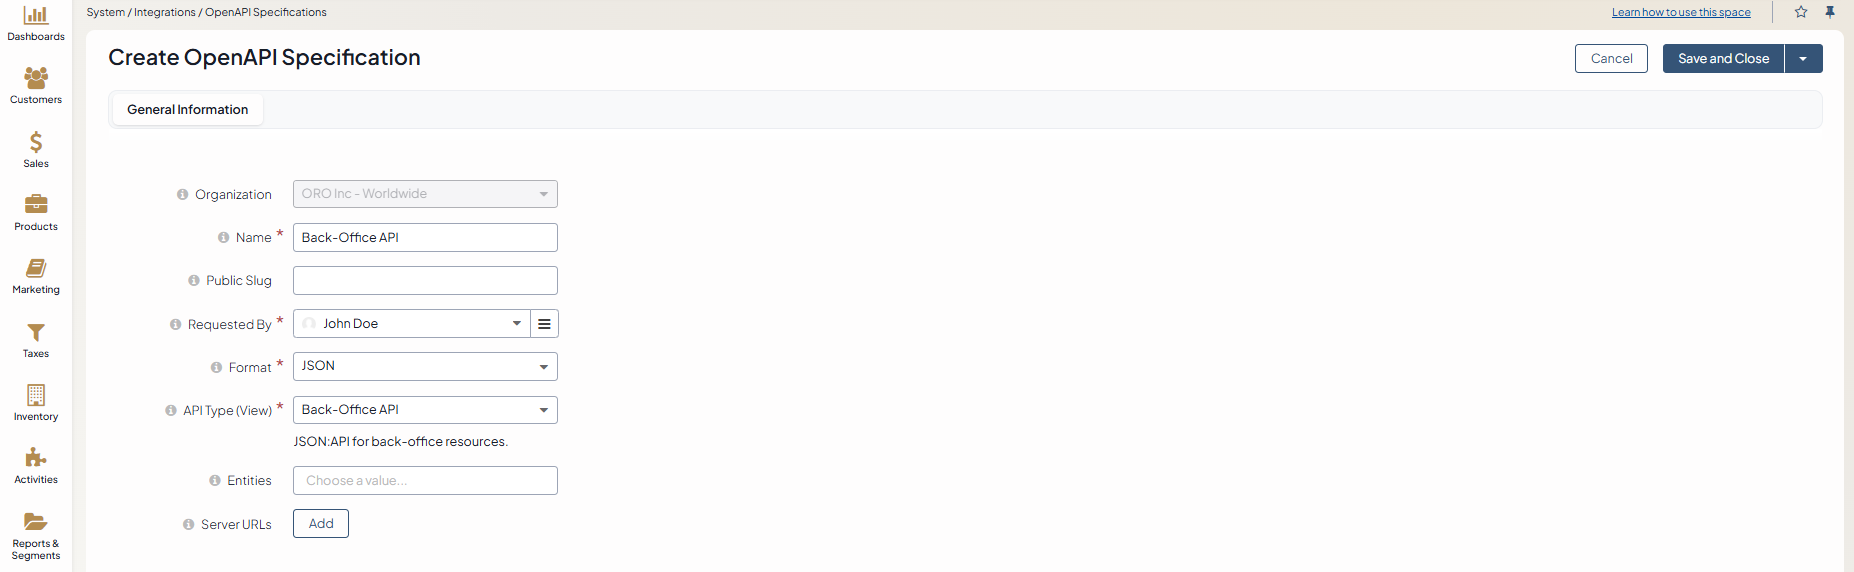 System / Integrations / OpenAPI Specifications
Learn how to use this space
Dashboards
Customers
Sales
Products
Marketing
Taxes
Inventory
Activities
Reports &
Segments
Create OpenAPI Specification
Cancel
Save and Close
General Information
Organization
ORO Inc - Worldwide
Name *
Back-Office API
Public Slug
Requested By *
John Doe
Format *
JSON
API Type (View) *
Back-Office API
JSON:API for back-office resources.
Entities
Choose a value...
Server URLs
Add